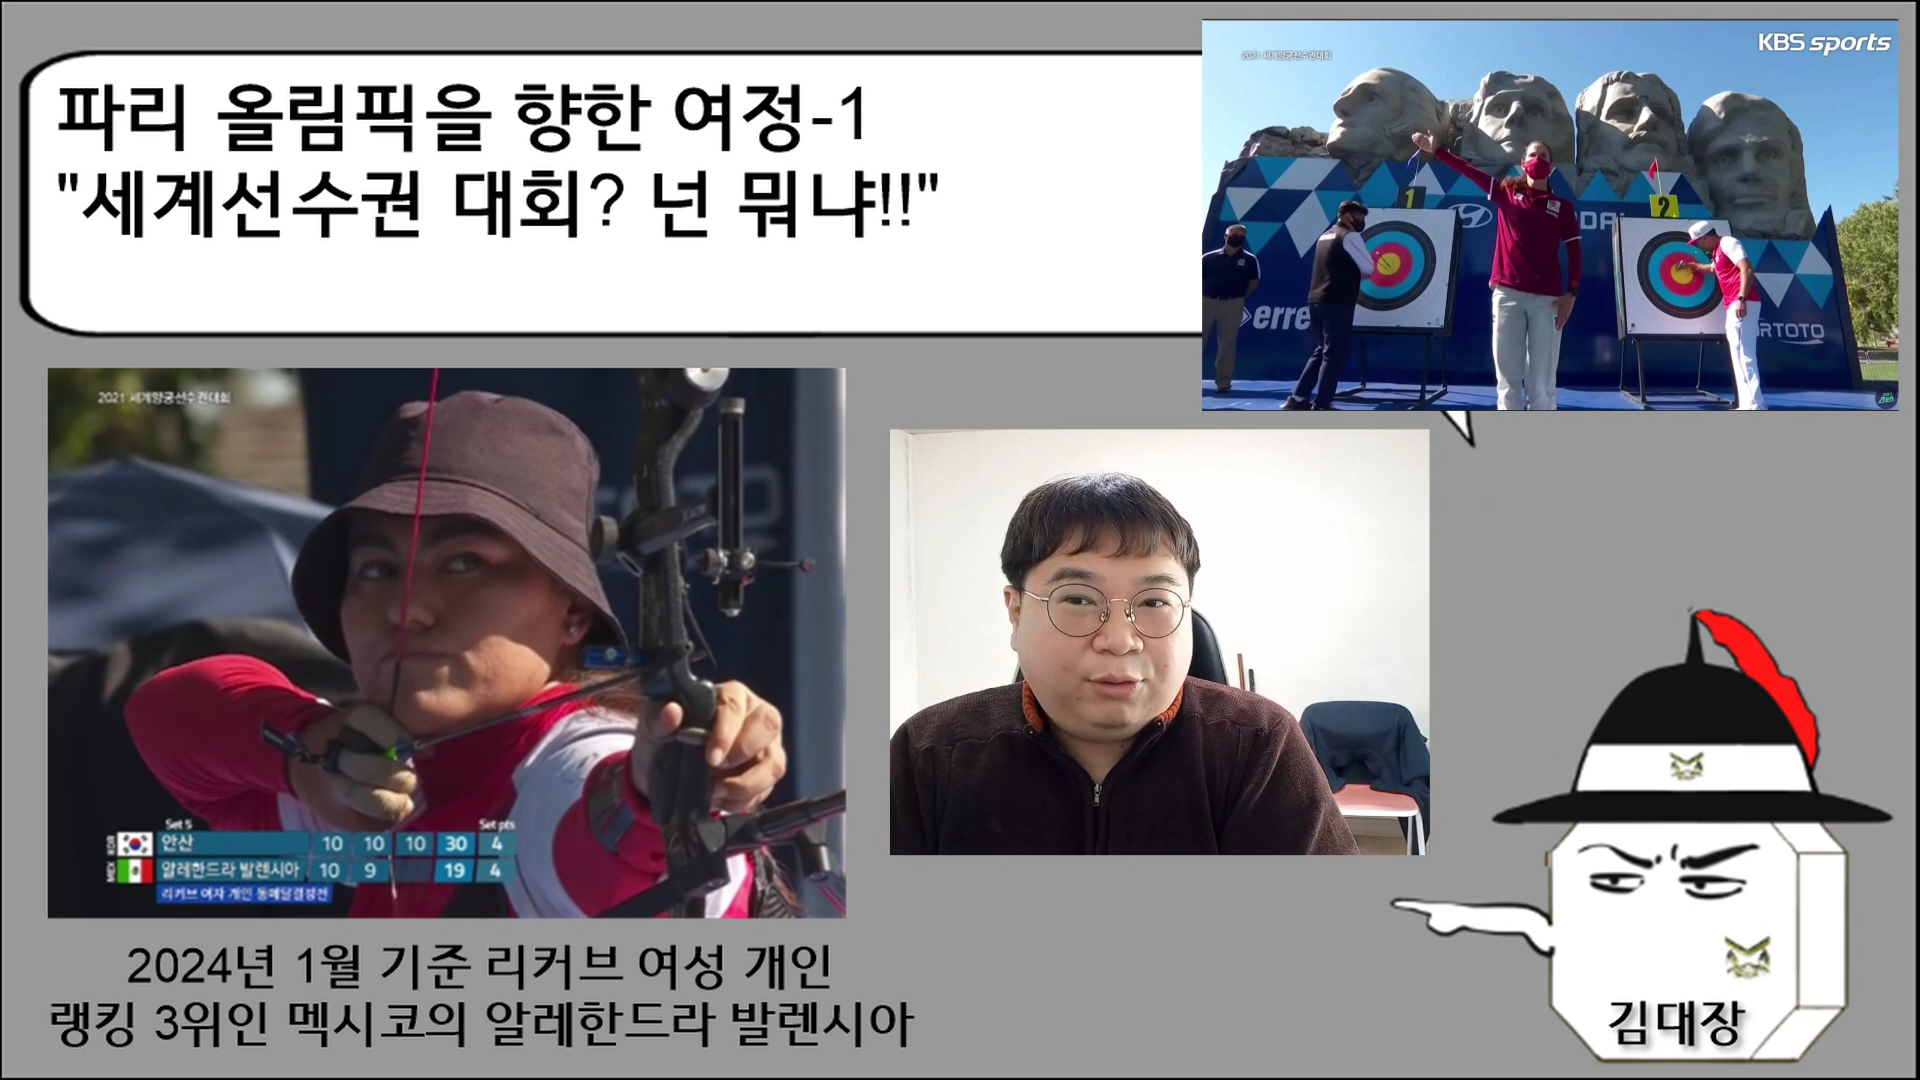 파리 올림픽을 향한 여정-1
"세계선수권 대회? 넌 뭐냐!!"
2021 세계양궁선수권대회
KBS sports
1
2
erre
RTOTO
2021 세계양궁선수권대회
Set 5 Set pts
KOR 안산 10 10 10 30 4
MEX 알레한드라 발렌시아 10 9 19 4
리커브 여자 개인 동메달결정전
2024년 1월 기준 리커브 여성 개인
랭킹 3위인 멕시코의 알레한드라 발렌시아
김대장